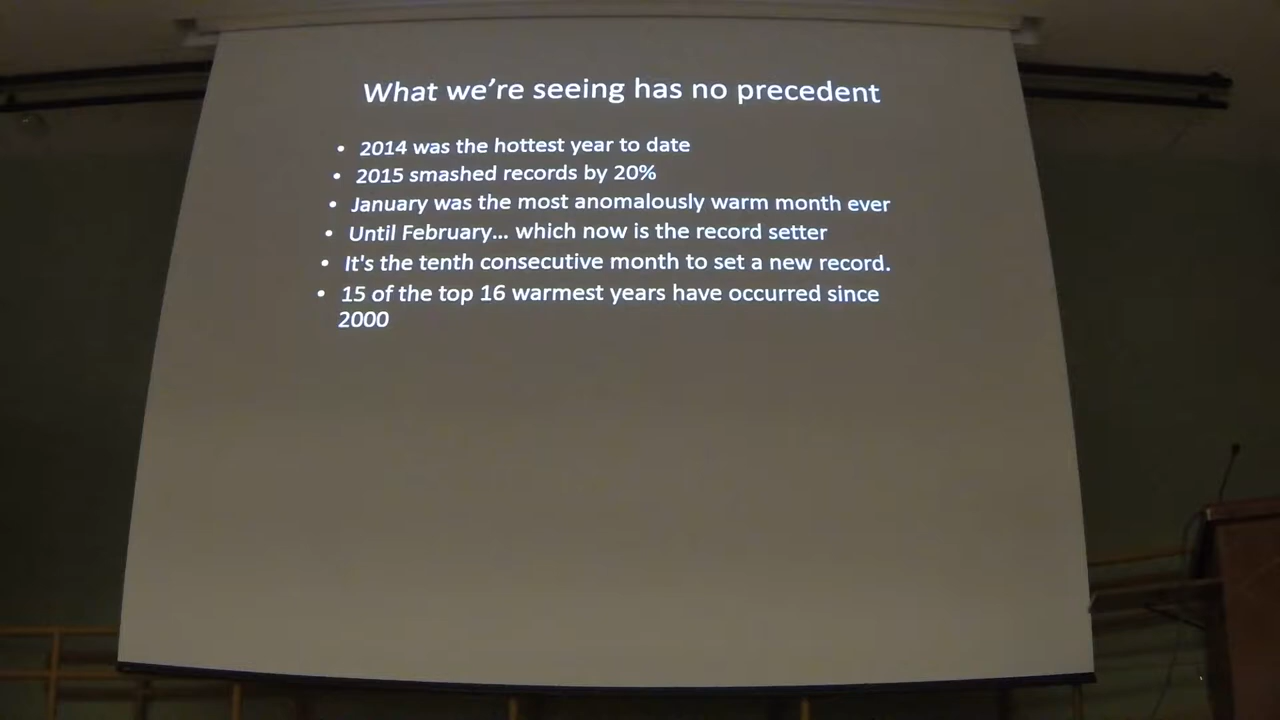 What we're seeing has no precedent
• 2014 was the hottest year to date
• 2015 smashed records by 20%
• January was the most anomalously warm month ever
• Until February... which now is the record setter
• It's the tenth consecutive month to set a new record.
• 15 of the top 16 warmest years have occurred since
2000